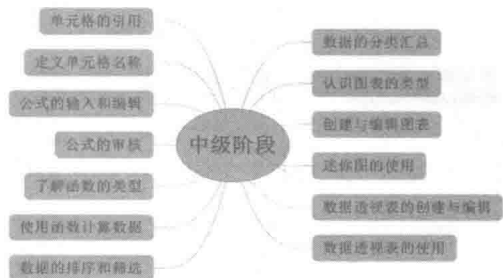 单元格的引用
定义单元格名称
公式的输入和编辑
公式的审核
了解函数的类型
使用函数计算数据
数据的排序和筛选
中级阶段
数据的分类汇总
认识图表的类型
创建与编辑图表
迷你图的使用
数据透视表的创建与编辑
数据透视表的使用